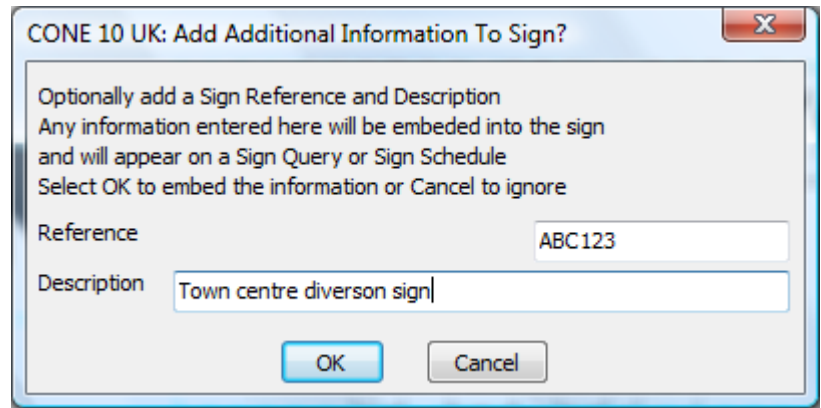 CONE 10 UK: Add Additional Information To Sign?
Optionally add a Sign Reference and Description
Any information entered here will be embeded into the sign
and will appear on a Sign Query or Sign Schedule
Select OK to embed the information or Cancel to ignore
Reference ABC123
Description Town centre diverson sign
OK Cancel